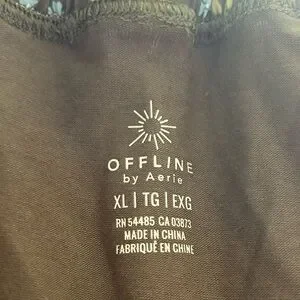 OFFLINE
by Aerie
XL | TG | EXG
RN 54485 CA 03873
MADE IN CHINA
FABRIQUÉ EN CHINE